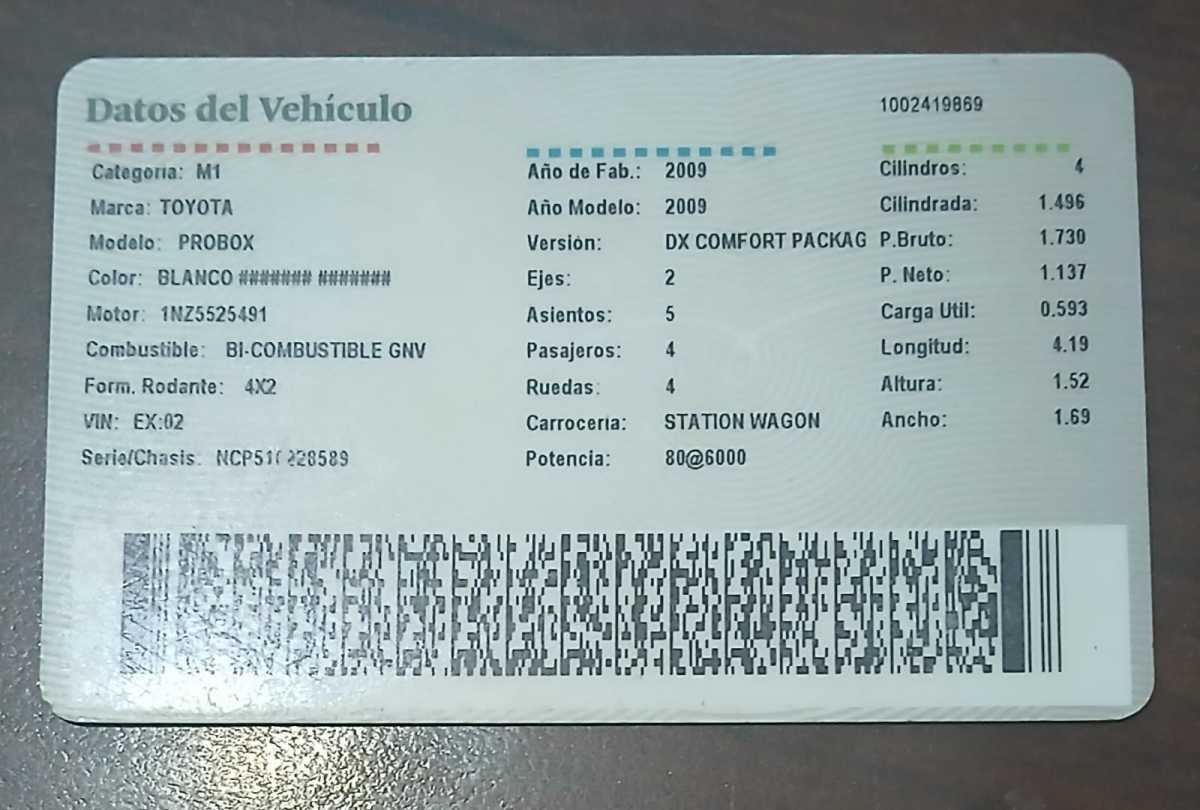 Datos del Vehículo
1002419869
Categoría: M1
Marca: TOYOTA
Modelo: PROBOX
Color: BLANCO ####### #######
Motor: 1NZ5525491
Combustible: BI-COMBUSTIBLE GNV
Form. Rodante: 4X2
VIN: EX:02
Serie/Chasis:
Año de Fab.: 2009
Año Modelo: 2009
Versión: DX COMFORT PACKAG
Ejes: 2
Asientos: 5
Pasajeros: 4
Ruedas: 4
Carrocería: STATION WAGON
Potencia: 80@6000
Cilindros: 4
Cilindrada: 1.496
P.Bruto: 1.730
P. Neto: 1.137
Carga Util: 0.593
Longitud: 4.19
Altura: 1.52
Ancho: 1.69